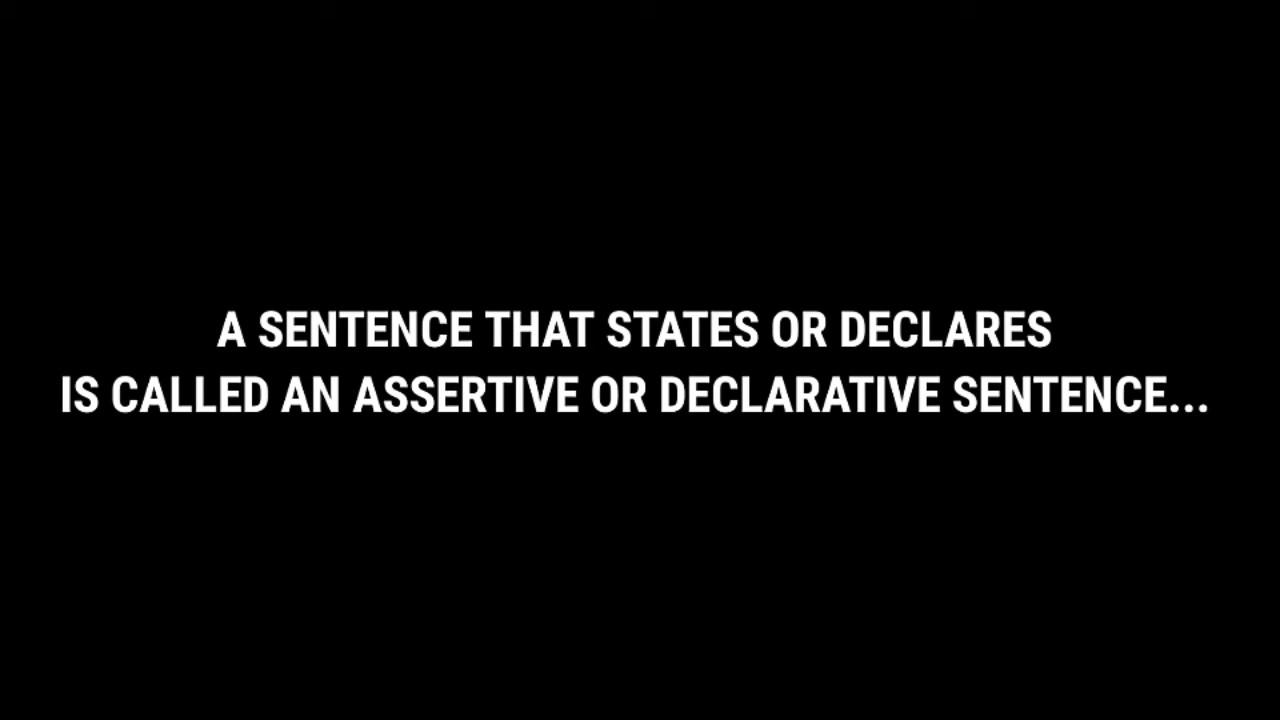 A SENTENCE THAT STATES OR DECLARES
IS CALLED AN ASSERTIVE OR DECLARATIVE SENTENCE...